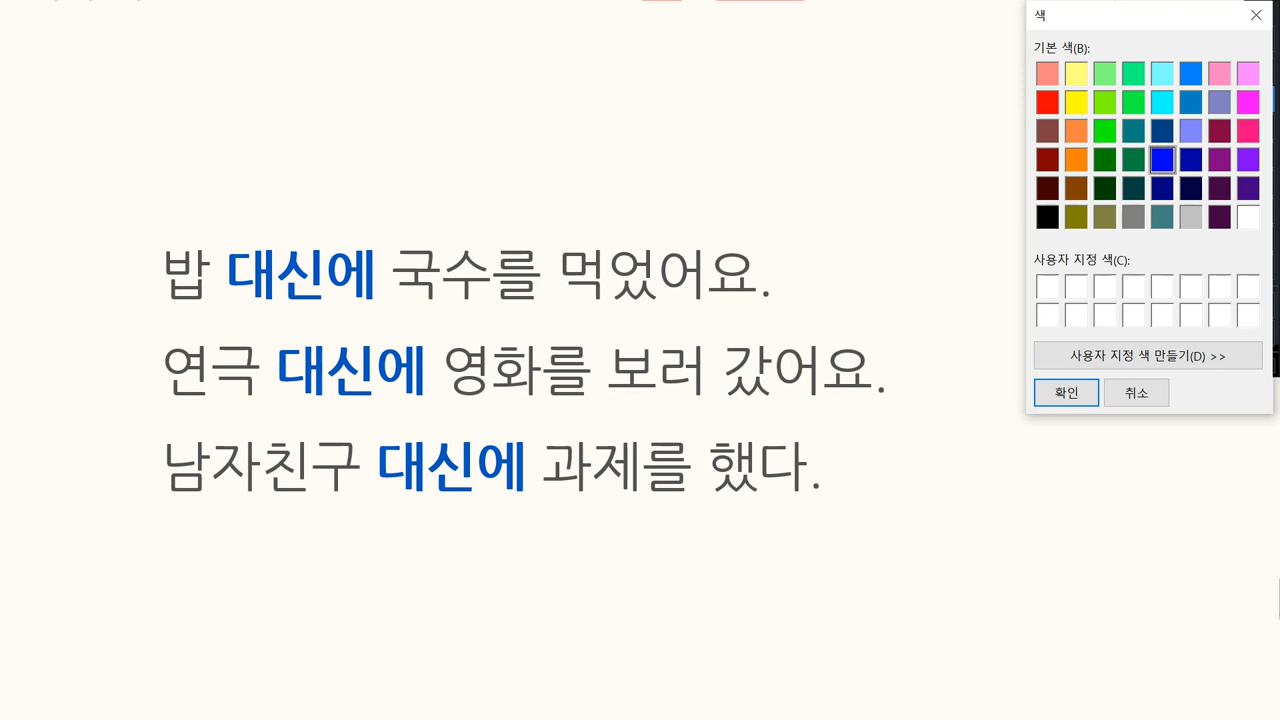 밥 대신에 국수를 먹었어요.
연극 대신에 영화를 보러 갔어요.
남자친구 대신에 과제를 했다.
색
기본 색(B):
사용자 지정 색(C):
사용자 지정 색 만들기(D) >>
확인
취소